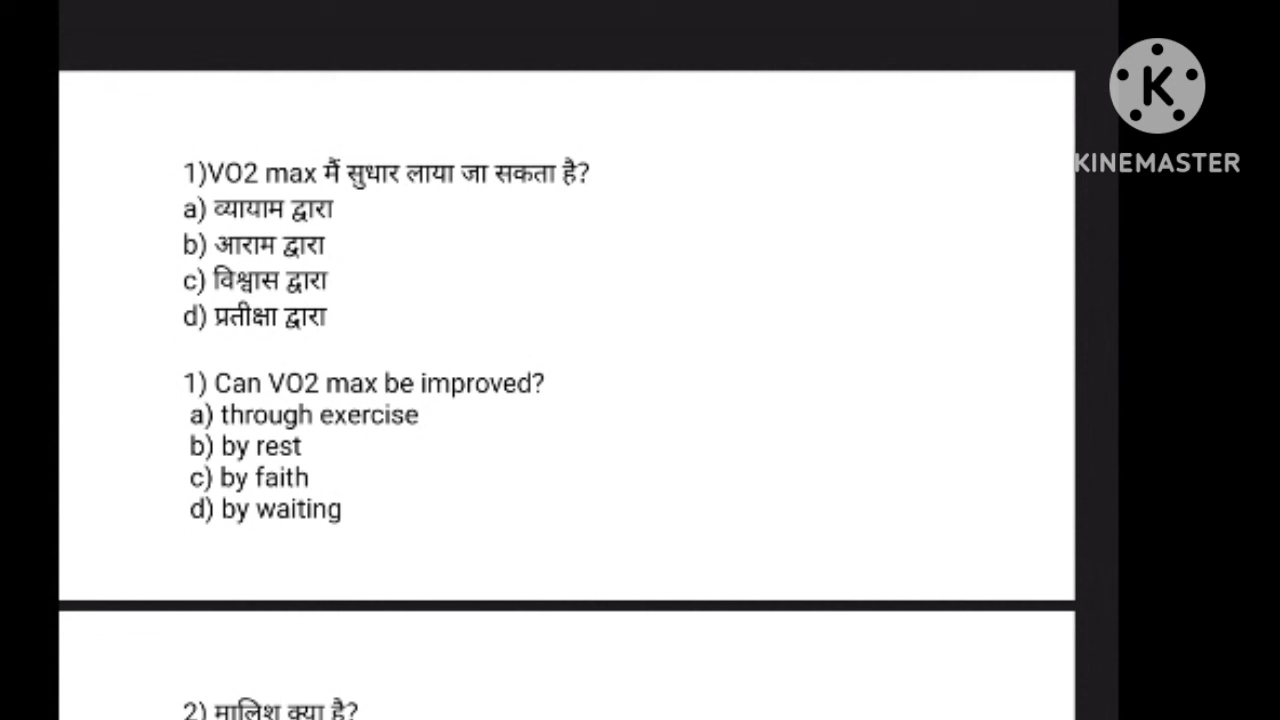 1)VO2 max मैं सुधार लाया जा सकता है?
a) व्यायाम द्वारा
b) आराम द्वारा
c) विश्वास द्वारा
d) प्रतीक्षा द्वारा
1) Can VO2 max be improved?
a) through exercise
b) by rest
c) by faith
d) by waiting
2) मालिश क्या है?
K
KINEMASTER